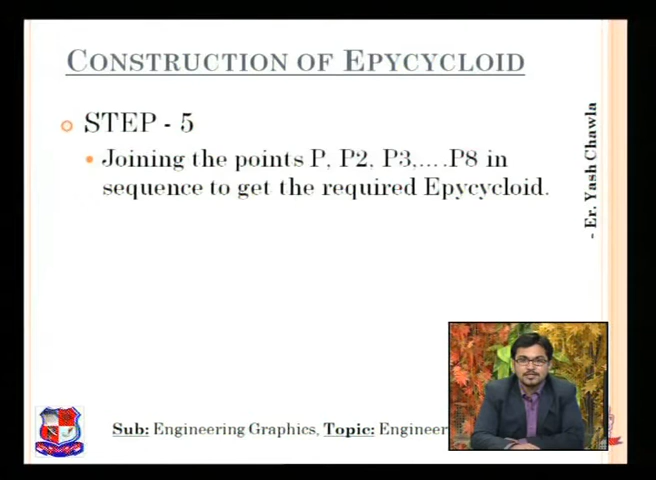 CONSTRUCTION OF EPYCYCLOID
STEP - 5
Joining the points P, P2, P3,....P8 in
sequence to get the required Epycycloid.
- Er. Yash Chawla
Sub: Engineering Graphics, Topic: Engineer